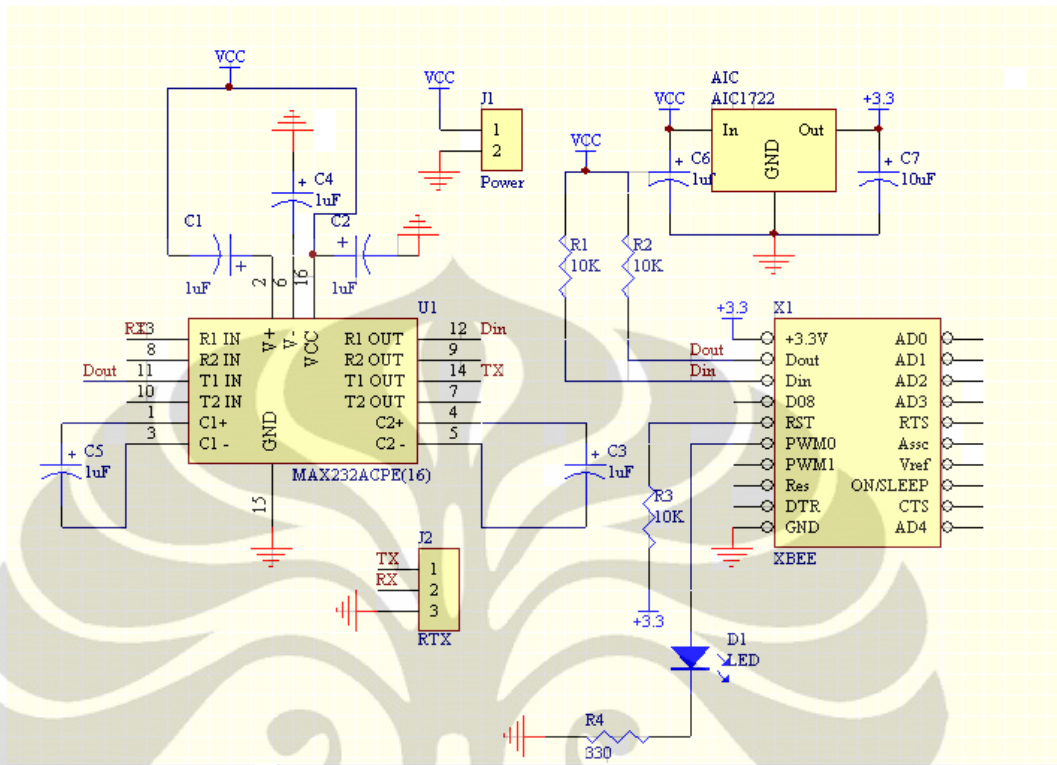 VCC
VCC
J1
1
2
Power
C4
1uF
C1
1uF
C2
1uF
2
6
16
AIC
AIC1722
VCC
+3.3
In
Out
GND
C6
1uf
C7
10uF
VCC
R1
10K
R2
10K
U1
RX
13
R1 IN
8
R2 IN
Dout
11
T1 IN
10
T2 IN
1
C1+
3
C1 -
V+
V-
VCC
GND
R1 OUT
12
Din
R2 OUT
9
T1 OUT
14
TX
T2 OUT
7
C2+
4
C2 -
5
MAX232ACPE(16)
15
C5
1uF
C3
1uF
+3.3
X1
Dout
Din
+3.3V
Dout
Din
D08
RST
PWM0
PWM1
Res
DTR
GND
AD0
AD1
AD2
AD3
RTS
Assc
Vref
ON/SLEEP
CTS
AD4
XBEE
R3
10K
+3.3
J2
TX
1
RX
2
3
RTX
D1
LED
R4
330